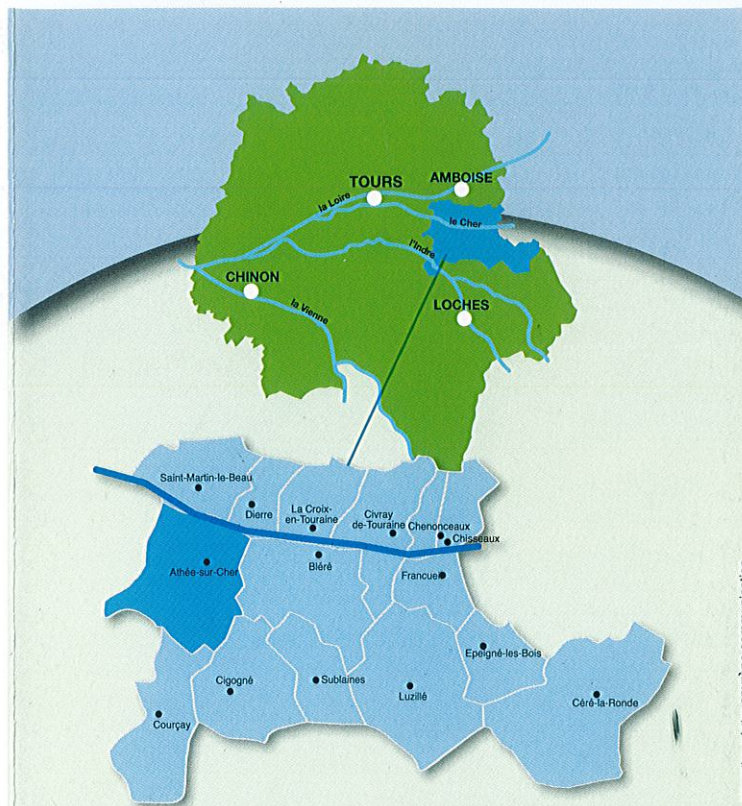 TOURS
AMBOISE
la Loire
le Cher
l'Indre
CHINON
la Vienne
LOCHES
Saint-Martin-le-Beau
Dierre
La Croix-
en-Touraine
Civray
de-Touraine
Chenonceaux
Chisseaux
Athée-sur-Cher
Bléré
Francueil
Epeigné-les-Bois
Cigogné
Sublaines
Luzillé
Céré-la-Ronde
Courçay